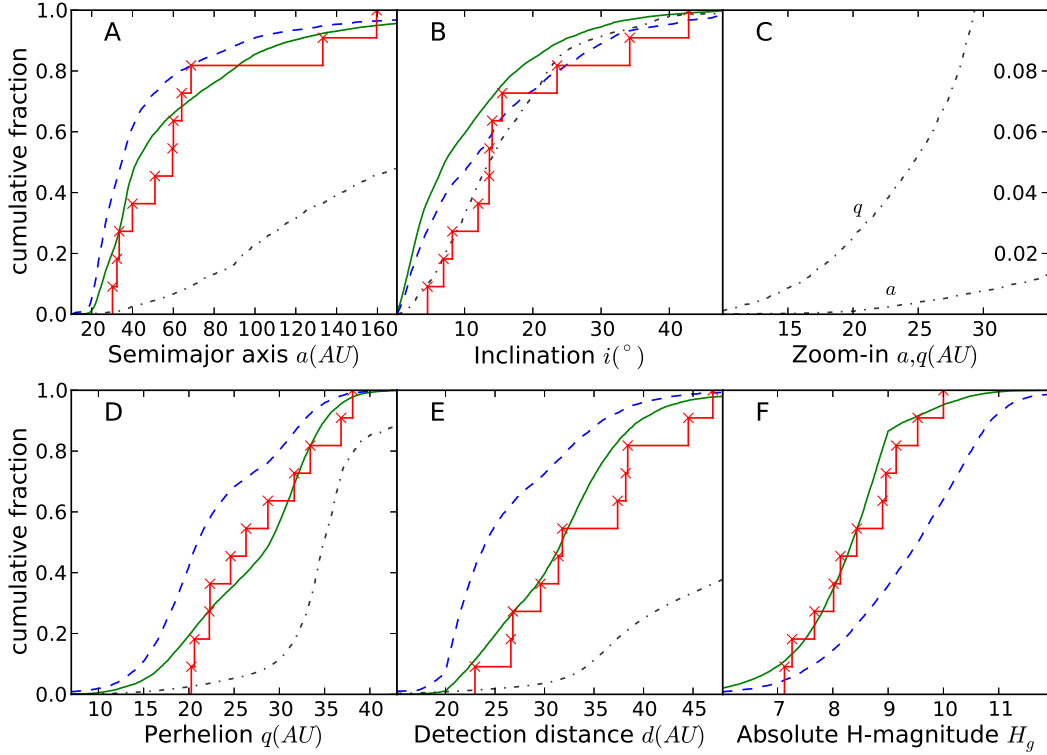 A
B
C
cumulative fraction
1.0
0.8
0.6
0.4
0.2
0.0
q
a
0.08
0.06
0.04
0.02
20 40 60 80 100 120 140 160
10 20 30 40
15 20 25 30
Semimajor axis a(AU)
Inclination i(°)
Zoom-in a,q(AU)
D
E
F
cumulative fraction
1.0
0.8
0.6
0.4
0.2
0.0
10 15 20 25 30 35 40
20 25 30 35 40 45
7 8 9 10 11
Perhelion q(AU)
Detection distance d(AU)
Absolute H-magnitude Hg